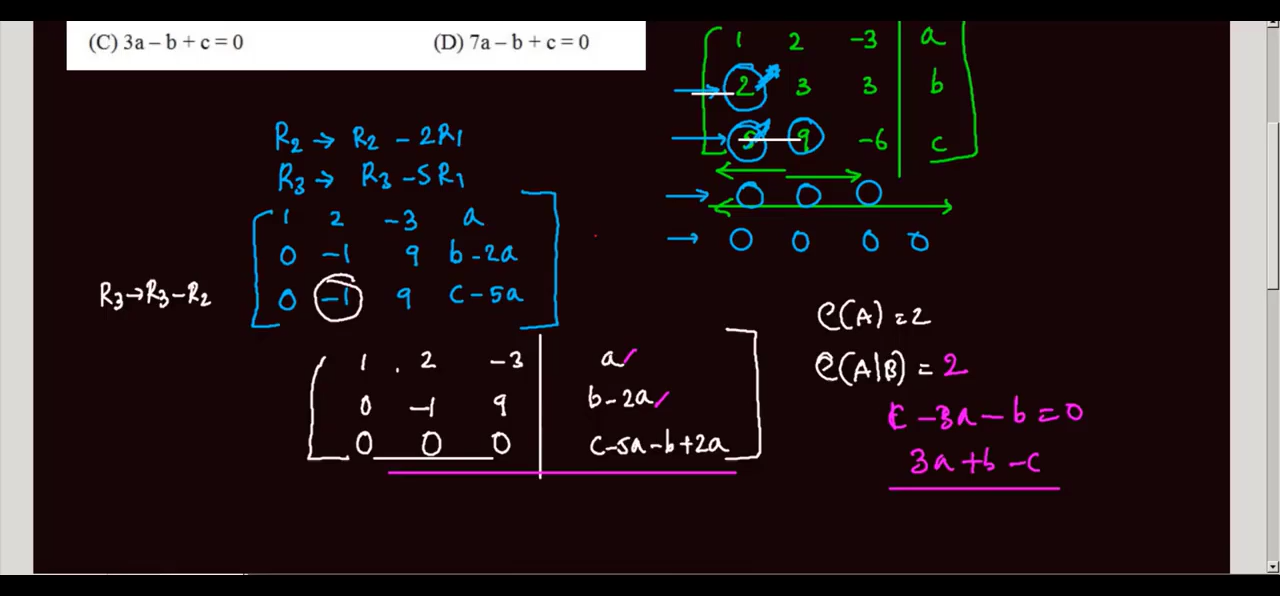 (C) 3a – b + c = 0 (D) 7a – b + c = 0
1 2 -3 a
2 3 3 b
5 9 -6 c
0 0 0
0 0 0 0
R2 → R2 - 2R1
R3 → R3 - 5R1
1 2 -3 a
0 -1 9 b - 2a
R3→R3-R2 0 -1 9 c - 5a
1 2 -3 a
0 -1 9 b - 2a
0 0 0 c-5a-b+2a
ρ(A) = 2
ρ(A|B) = 2
c - 3a - b = 0
3a + b - c